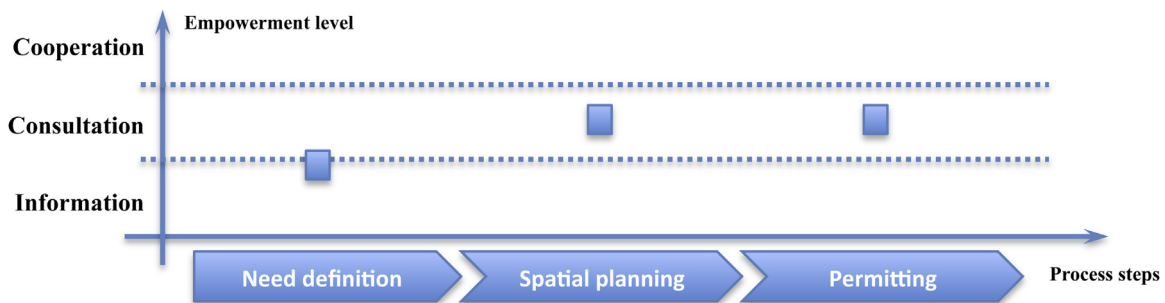 Empowerment level
Cooperation
Consultation
Information
Need definition
Spatial planning
Permitting
Process steps